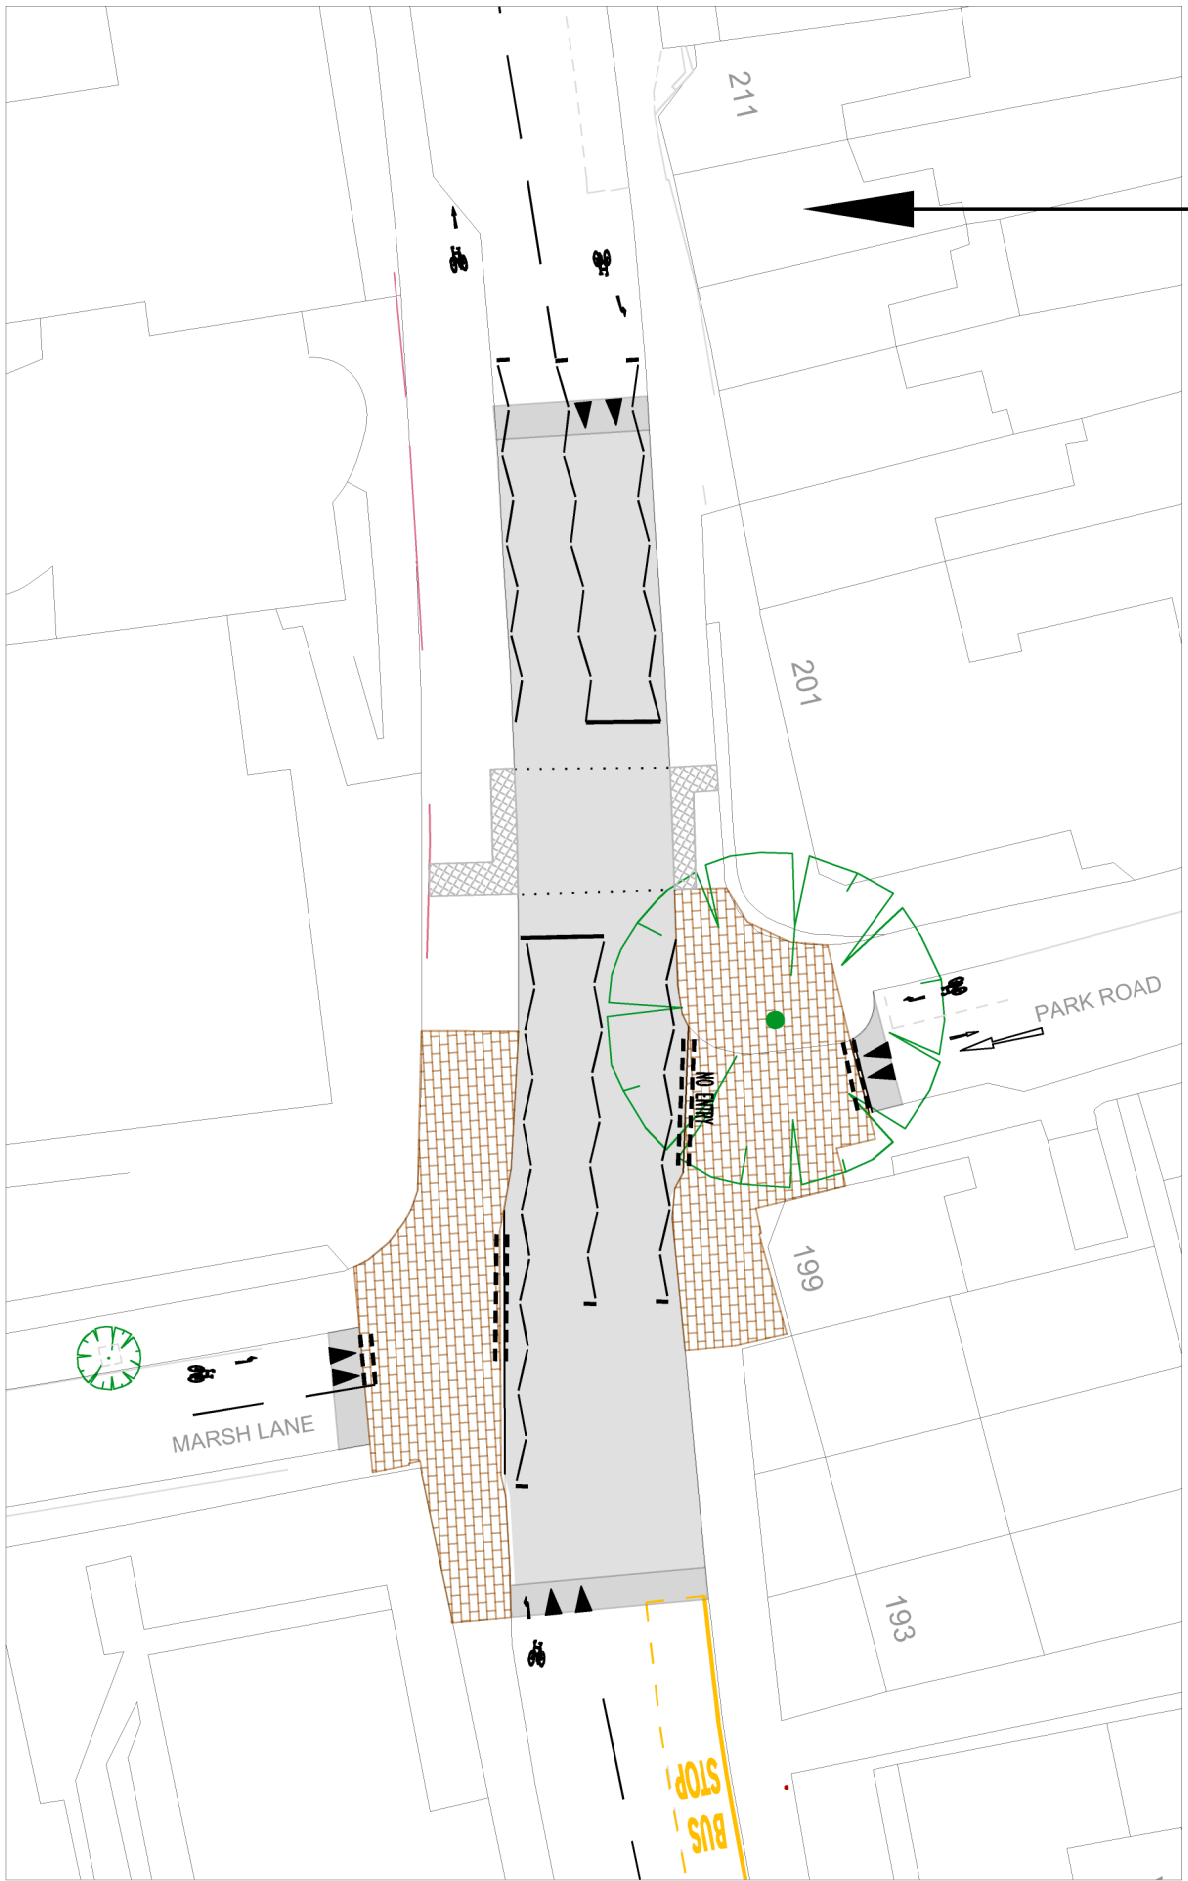 211
201
PARK ROAD
NO ENTRY
199
MARSH LANE
193
BUS
STOP